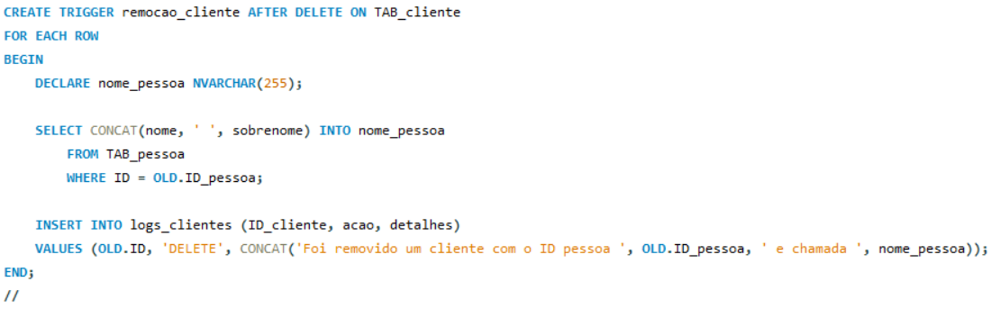 CREATE TRIGGER remocao_cliente AFTER DELETE ON TAB_cliente
FOR EACH ROW
BEGIN
    DECLARE nome_pessoa NVARCHAR(255);

    SELECT CONCAT(nome, ' ', sobrenome) INTO nome_pessoa
        FROM TAB_pessoa
        WHERE ID = OLD.ID_pessoa;

    INSERT INTO logs_clientes (ID_cliente, acao, detalhes)
    VALUES (OLD.ID, 'DELETE', CONCAT('Foi removido um cliente com o ID pessoa ', OLD.ID_pessoa, ' e chamada ', nome_pessoa));
END;
//